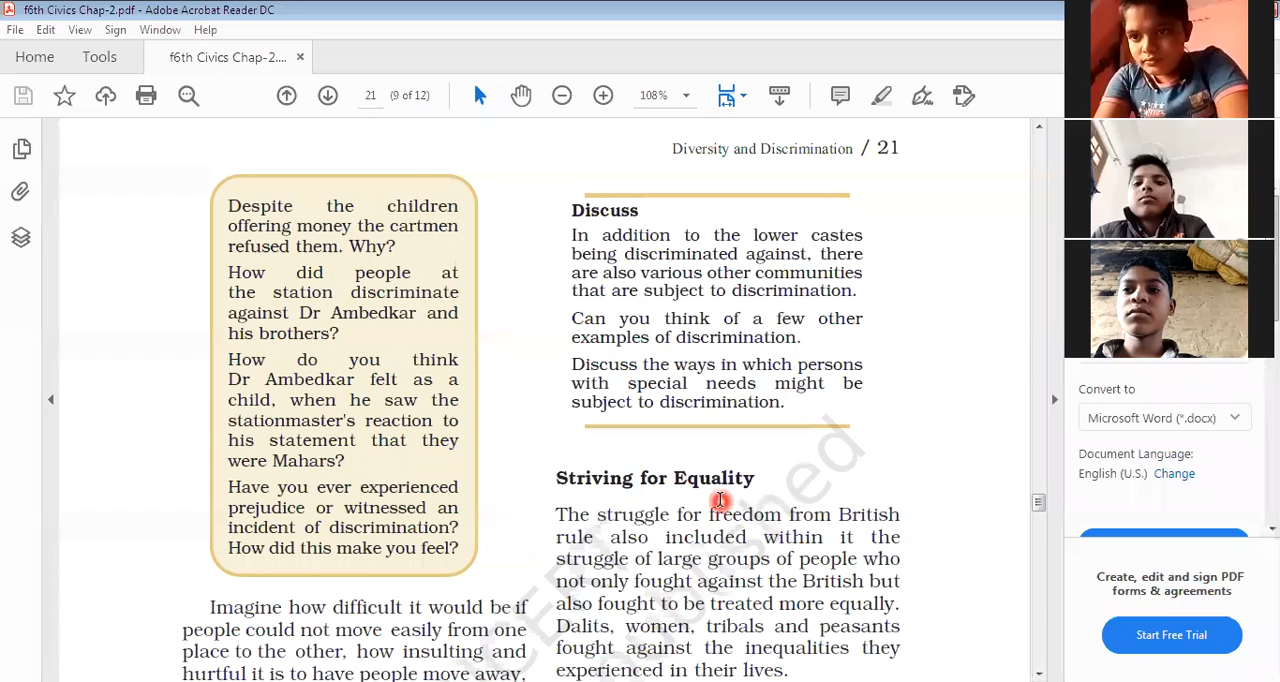 f6th Civics Chap-2.pdf - Adobe Acrobat Reader DC
File Edit View Sign Window Help
Home Tools f6th Civics Chap-2.... ×
21 (9 of 12) 108%
Diversity and Discrimination / 21
Despite the children
offering money the cartmen
refused them. Why?
How did people at
the station discriminate
against Dr Ambedkar and
his brothers?
How do you think
Dr Ambedkar felt as a
child, when he saw the
stationmaster's reaction to
his statement that they
were Mahars?
Have you ever experienced
prejudice or witnessed an
incident of discrimination?
How did this make you feel?
Imagine how difficult it would be if
people could not move easily from one
place to the other, how insulting and
hurtful it is to have people move away,
Discuss
In addition to the lower castes
being discriminated against, there
are also various other communities
that are subject to discrimination.
Can you think of a few other
examples of discrimination.
Discuss the ways in which persons
with special needs might be
subject to discrimination.
Striving for Equality
The struggle for freedom from British
rule also included within it the
struggle of large groups of people who
not only fought against the British but
also fought to be treated more equally.
Dalits, women, tribals and peasants
fought against the inequalities they
experienced in their lives.
Convert to
Microsoft Word (*.docx)
Document Language:
English (U.S.) Change
Create, edit and sign PDF
forms & agreements
Start Free Trial